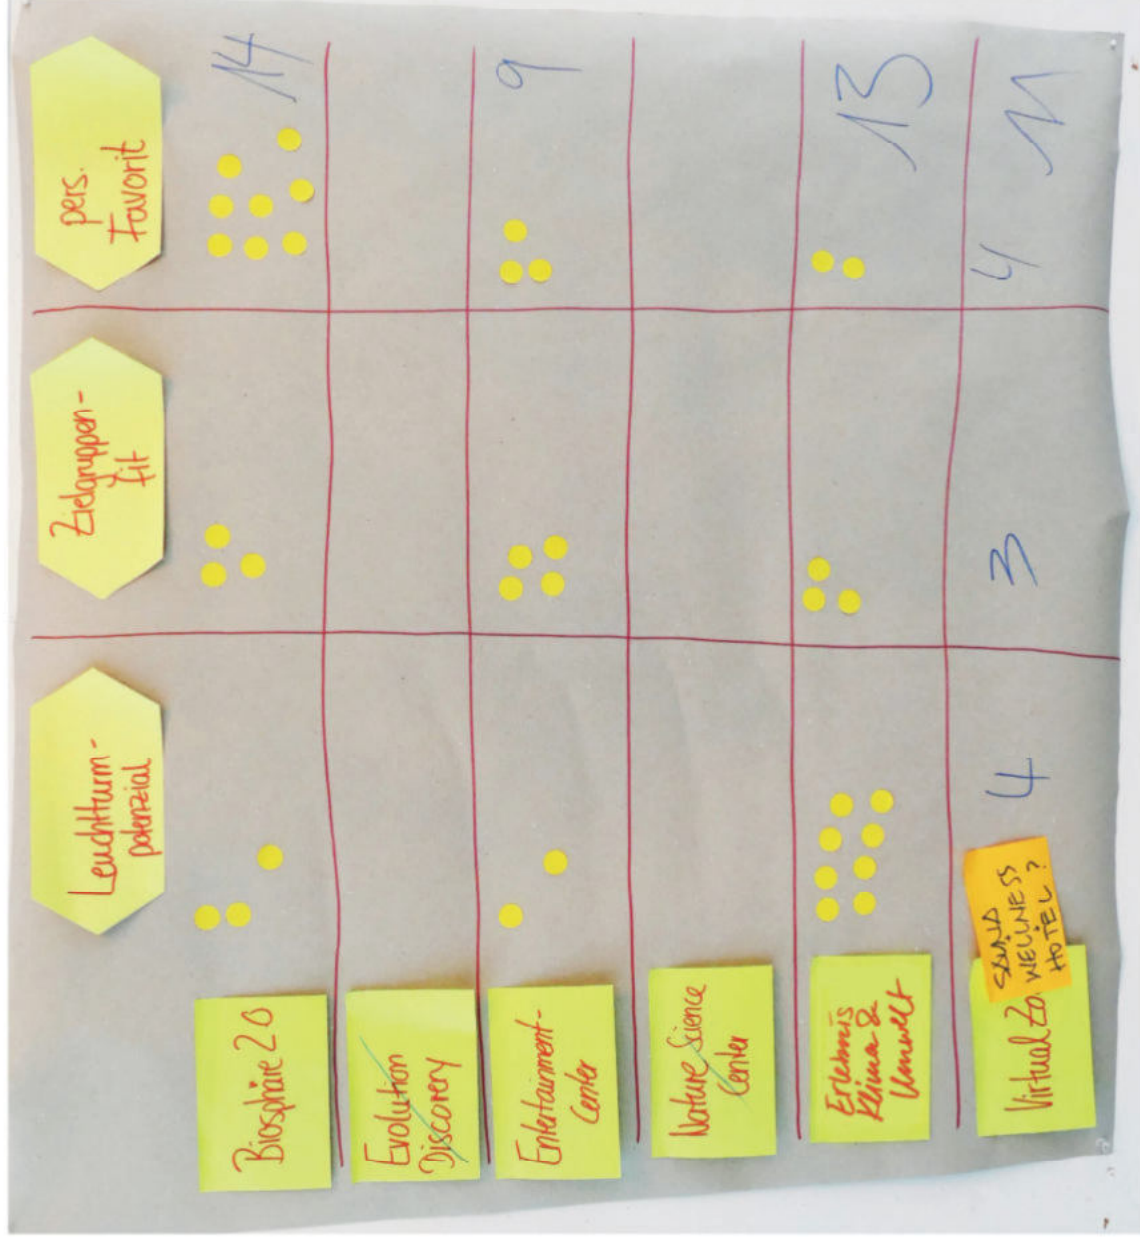 Leuchtturm-
potenzial
Zielgruppen-
fit
pers.
Favorit
Biosphäre 2.0
14
Evolution
Discovery
Entertainment-
Center
9
Nature Science
Center
Erlebnis
Klima &
Umwelt
13
Virtual Zo
SAUNA
WELLNESS
HOTEL?
4
3
4
11